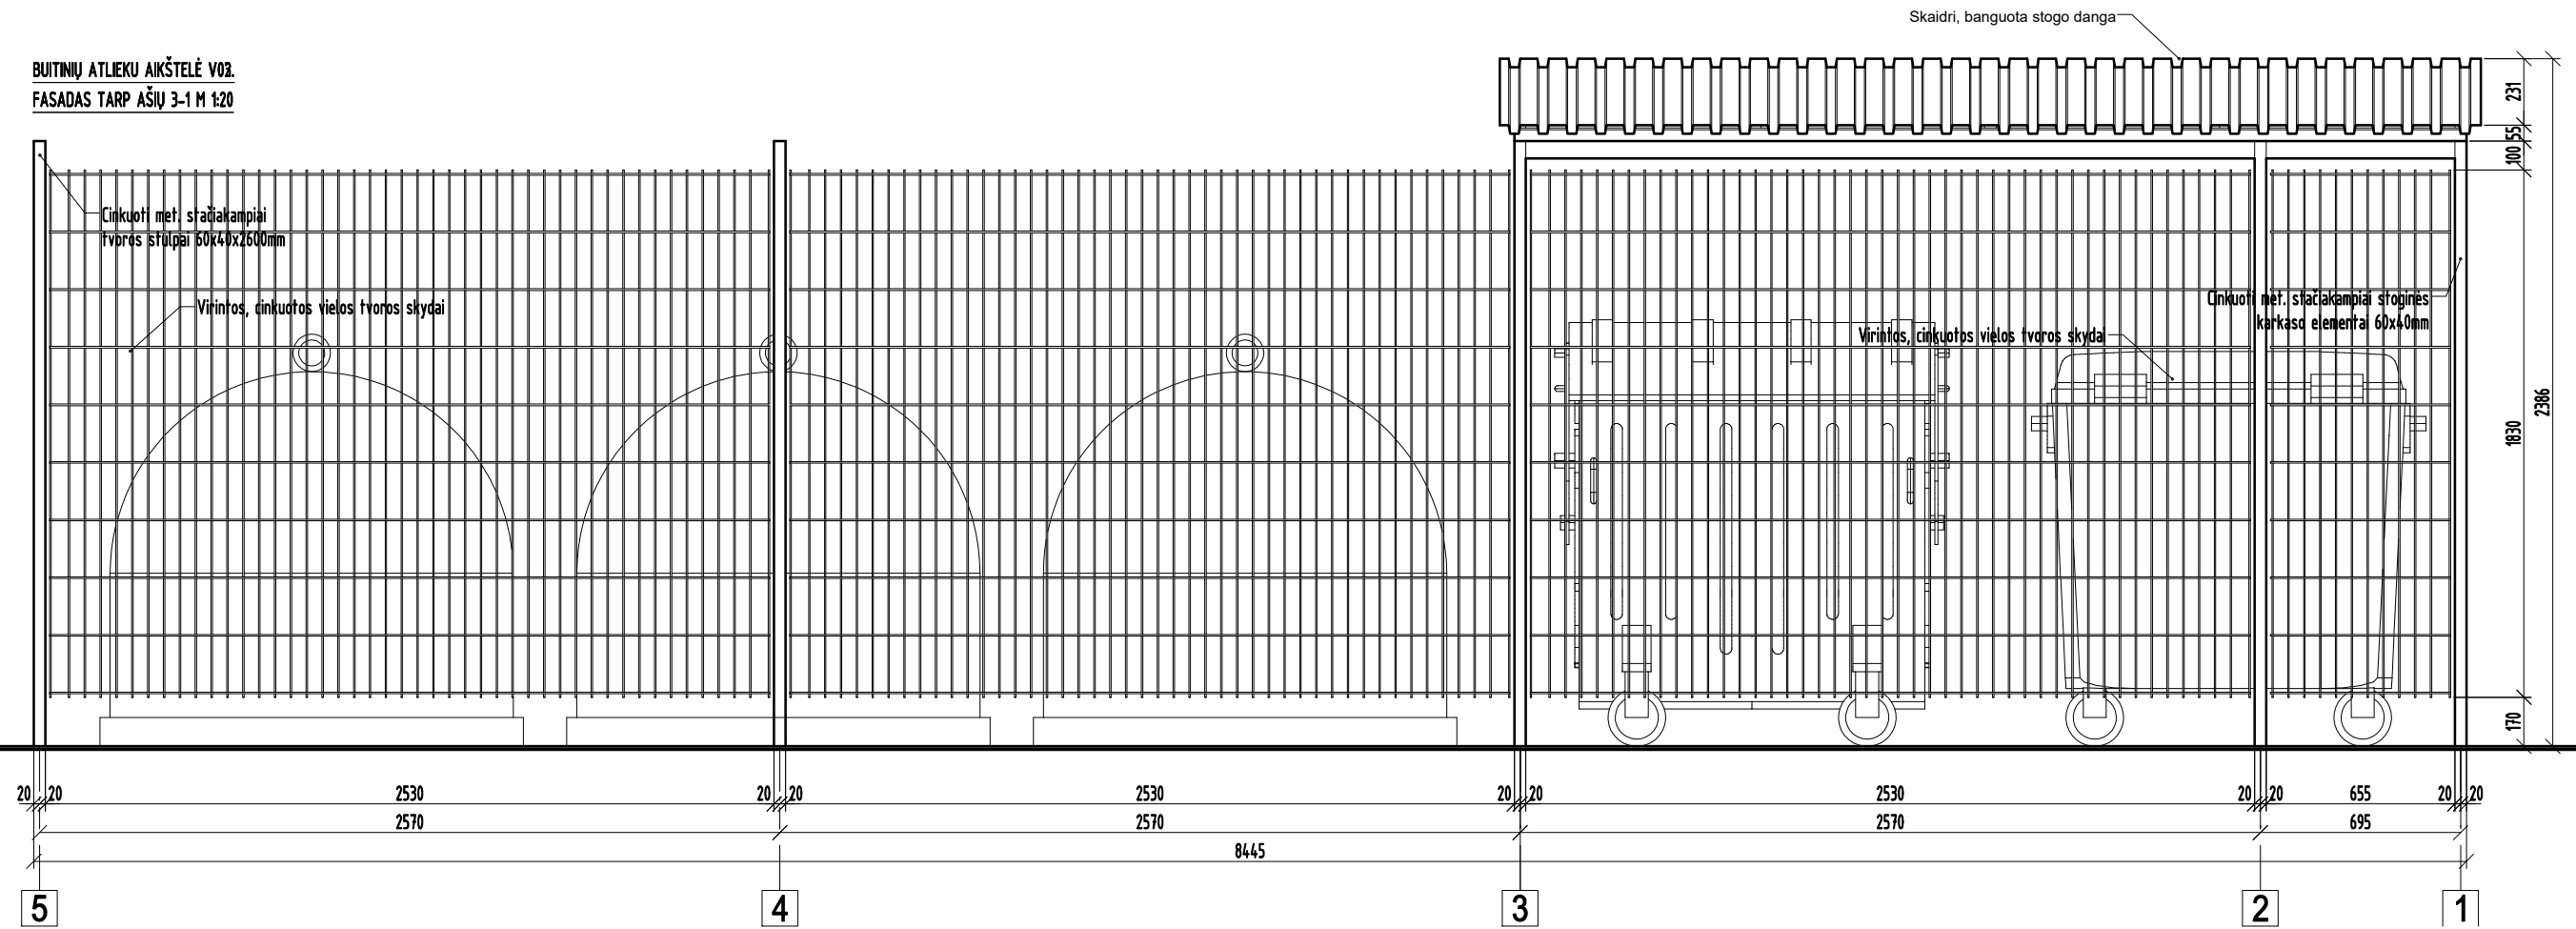 Skaidri, banguota stogo danga
BUITINIŲ ATLIEKU AIKŠTELĖ V03.
FASADAS TARP AŠIŲ 3-1 M 1:20
231
55
100
Cinkuoti met. stačiakampiai
tvoros stulpai 60x40x2600mm
Virintos, cinkuotos vielos tvoros skydai
Cinkuoti met. stačiakampiai stoginės
karkaso elementai 60x40mm
Virintos, cinkuotos vielos tvoros skydai
2386
1830
170
20 20 2530 20 20 2530 20 20 2530 20 20 655 20 20
2570 2570 2570 695
8445
5 4 3 2 1